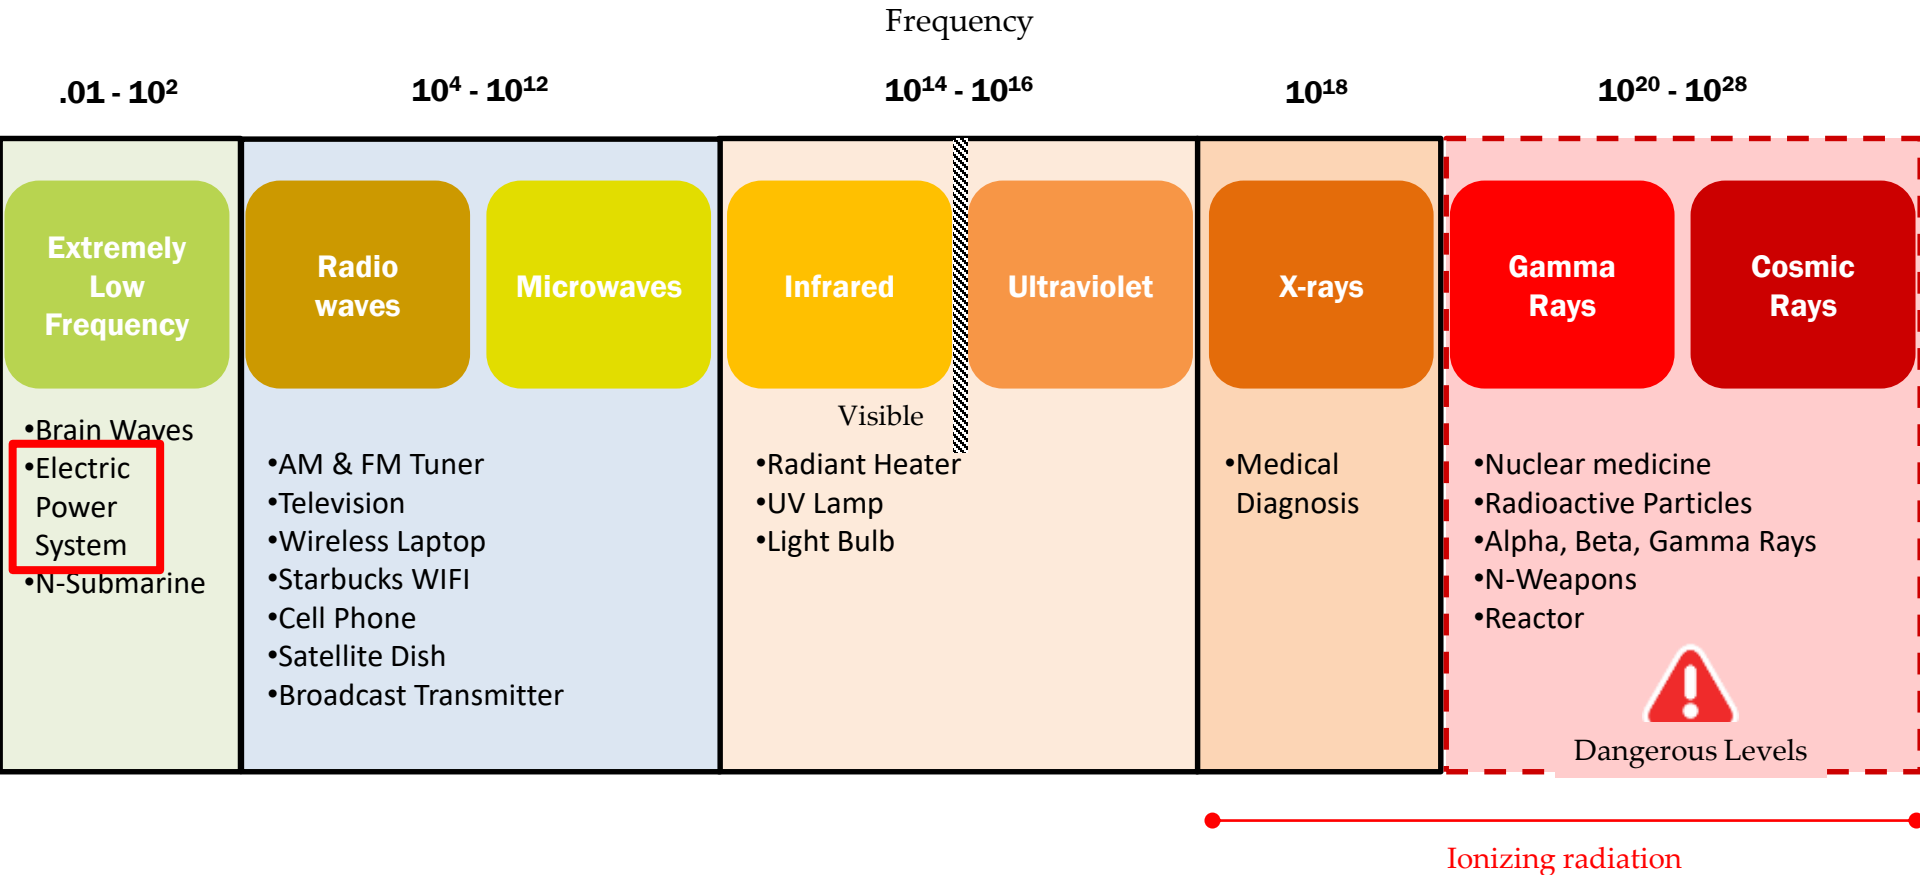 Frequency
.01 - 10²
10⁴ - 10¹²
10¹⁴ - 10¹⁶
10¹⁸
10²⁰ - 10²⁸
Extremely
Low
Frequency
Radio
waves
Microwaves
Infrared
Ultraviolet
X-rays
Gamma
Rays
Cosmic
Rays
•Brain Waves
•Electric
Power
System
•N-Submarine
•AM & FM Tuner
•Television
•Wireless Laptop
•Starbucks WIFI
•Cell Phone
•Satellite Dish
•Broadcast Transmitter
Visible
•Radiant Heater
•UV Lamp
•Light Bulb
•Medical
Diagnosis
•Nuclear medicine
•Radioactive Particles
•Alpha, Beta, Gamma Rays
•N-Weapons
•Reactor
Dangerous Levels
Ionizing radiation